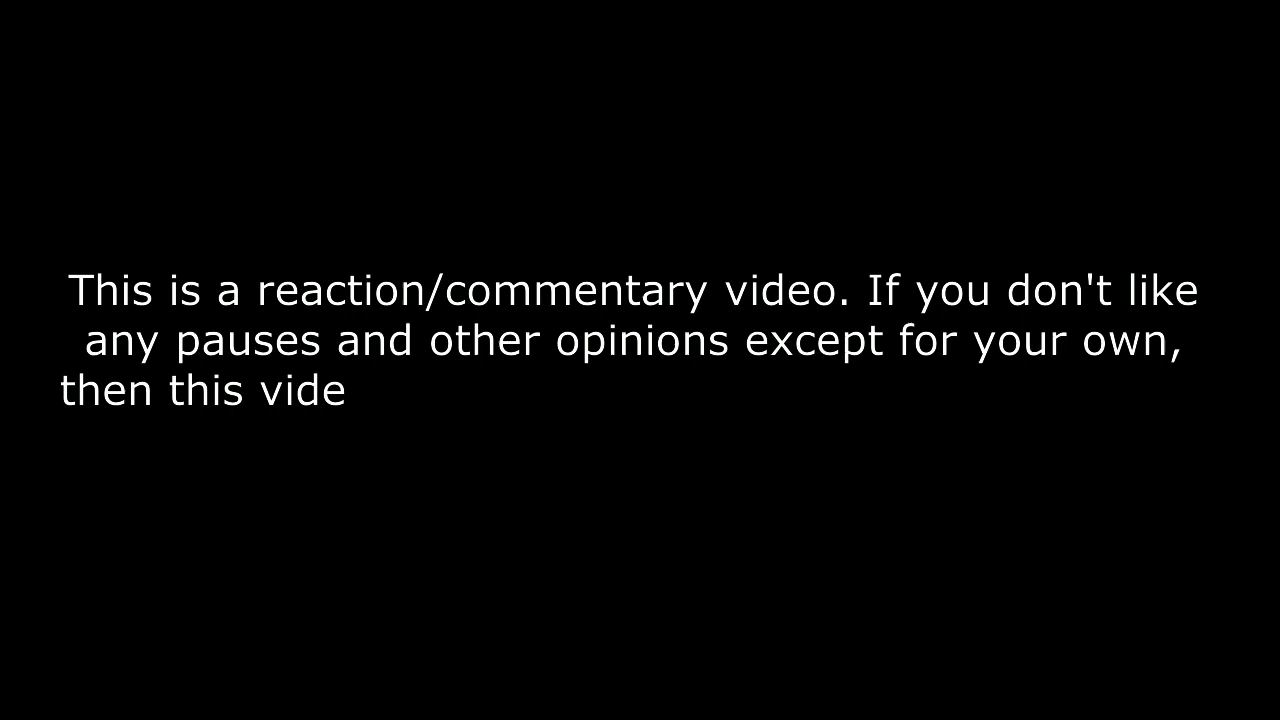 This is a reaction/commentary video. If you don't like
any pauses and other opinions except for your own,
then this vide